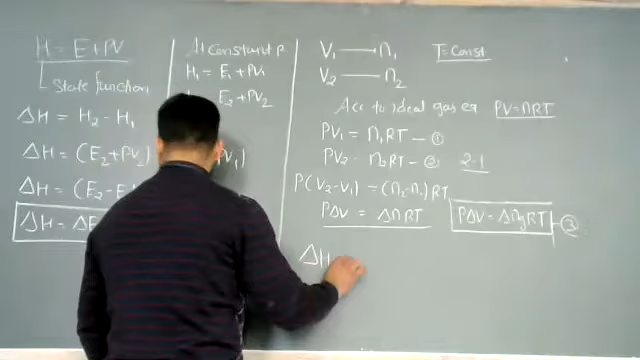 H = E+PV
State function
ΔH = H₂ - H₁
ΔH = (E₂+PV₂)
ΔH = (E₂-E
ΔH = ΔE
At Constant P
H₁ = E₁ + PV₁
E₂+PV₂
PV₁)
V₁ — n₁
V₂ — n₂
T=Const
Acc to ideal gas eq PV=nRT
PV₁ = n₁RT - ①
PV₂ = n₂RT - ② 2-1
P(V₂-V₁) = (n₂-n₁)RT
PΔV = ΔnRT
PΔV = ΔngRT - ③
ΔH